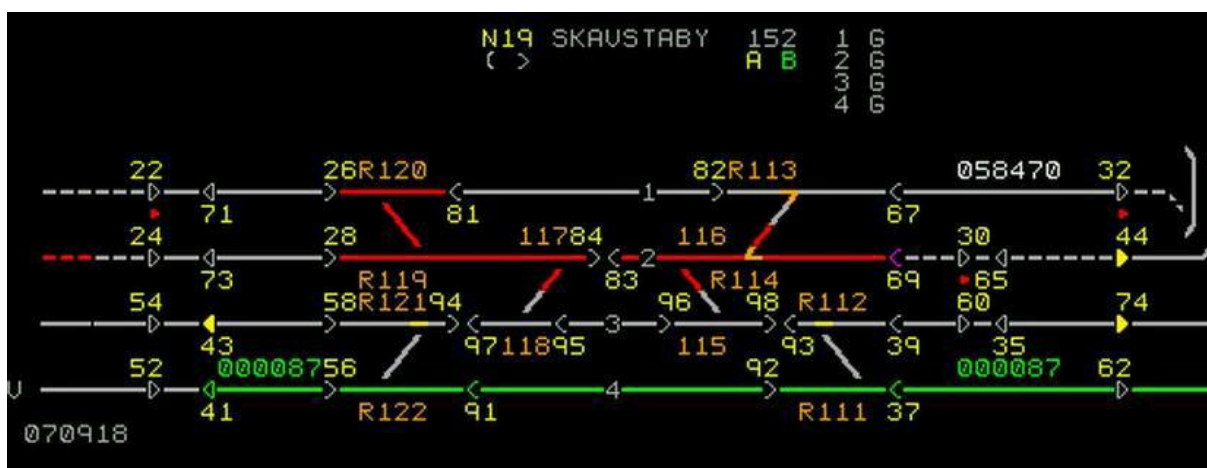 N19 SKAVSTABY 152 1 G
( > A B 2 G
3 G
4 G
22 26R120 82R113 058470 32
1
71 81 67
24 28 11784 116 30 44
2
73 R119 83 R114 69 65
54 58R12194 96 98 R112 60 74
3
43 9711895 115 93 39 35
52 00008756 92 000087 62
V 4
41 R122 91 R111 37
070918